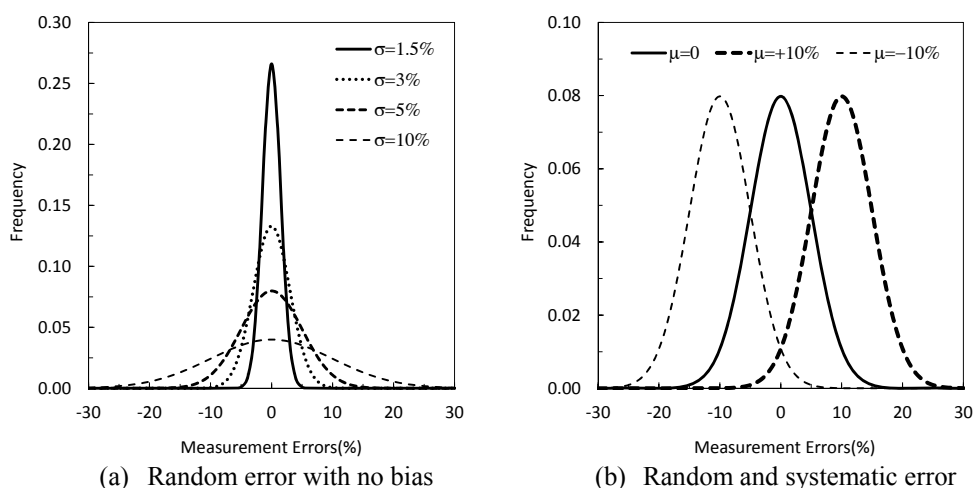 0.30
0.25
0.20
0.15
0.10
0.05
0.00
Frequency
σ=1.5%
σ=3%
σ=5%
σ=10%
-30 -20 -10 0 10 20 30
Measurement Errors(%)
(a) Random error with no bias
0.10
0.08
0.06
0.04
0.02
0.00
Frequency
μ=0 μ=+10% μ=−10%
-30 -20 -10 0 10 20 30
Measurement Errors(%)
(b) Random and systematic error